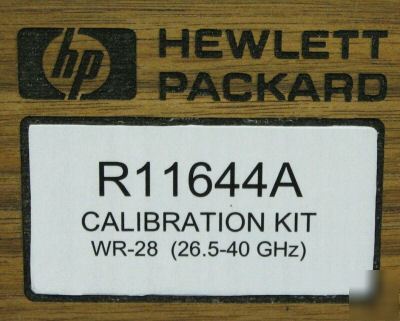 hp HEWLETT
PACKARD
R11644A
CALIBRATION KIT
WR-28 (26.5-40 GHz)